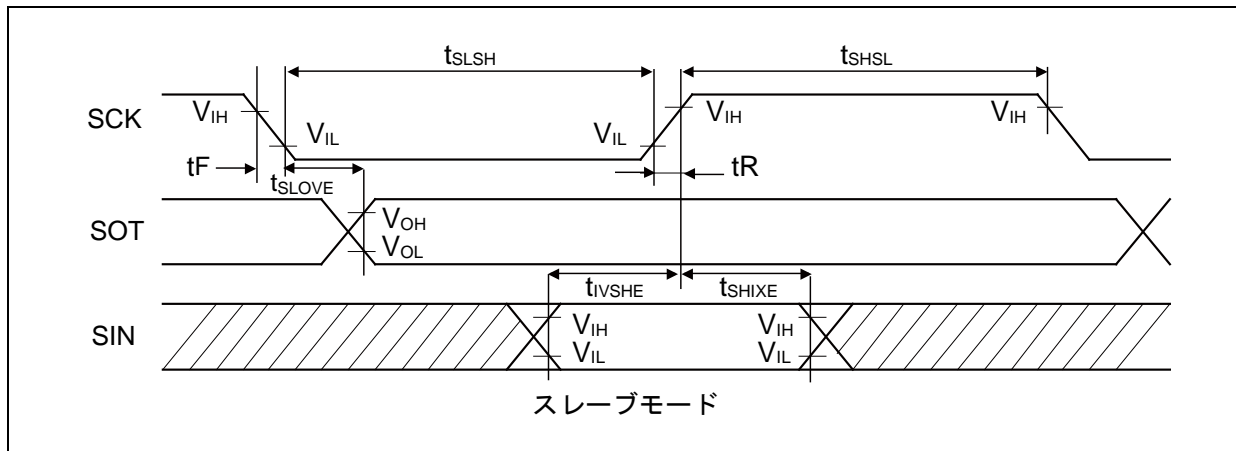 tSLSH tSHSL
SCK VIH VIL VIL VIH VIH
tF tSLOVE tR
SOT VOH
VOL
tIVSHE tSHIXE
SIN VIH VIH
VIL VIL
スレーブモード